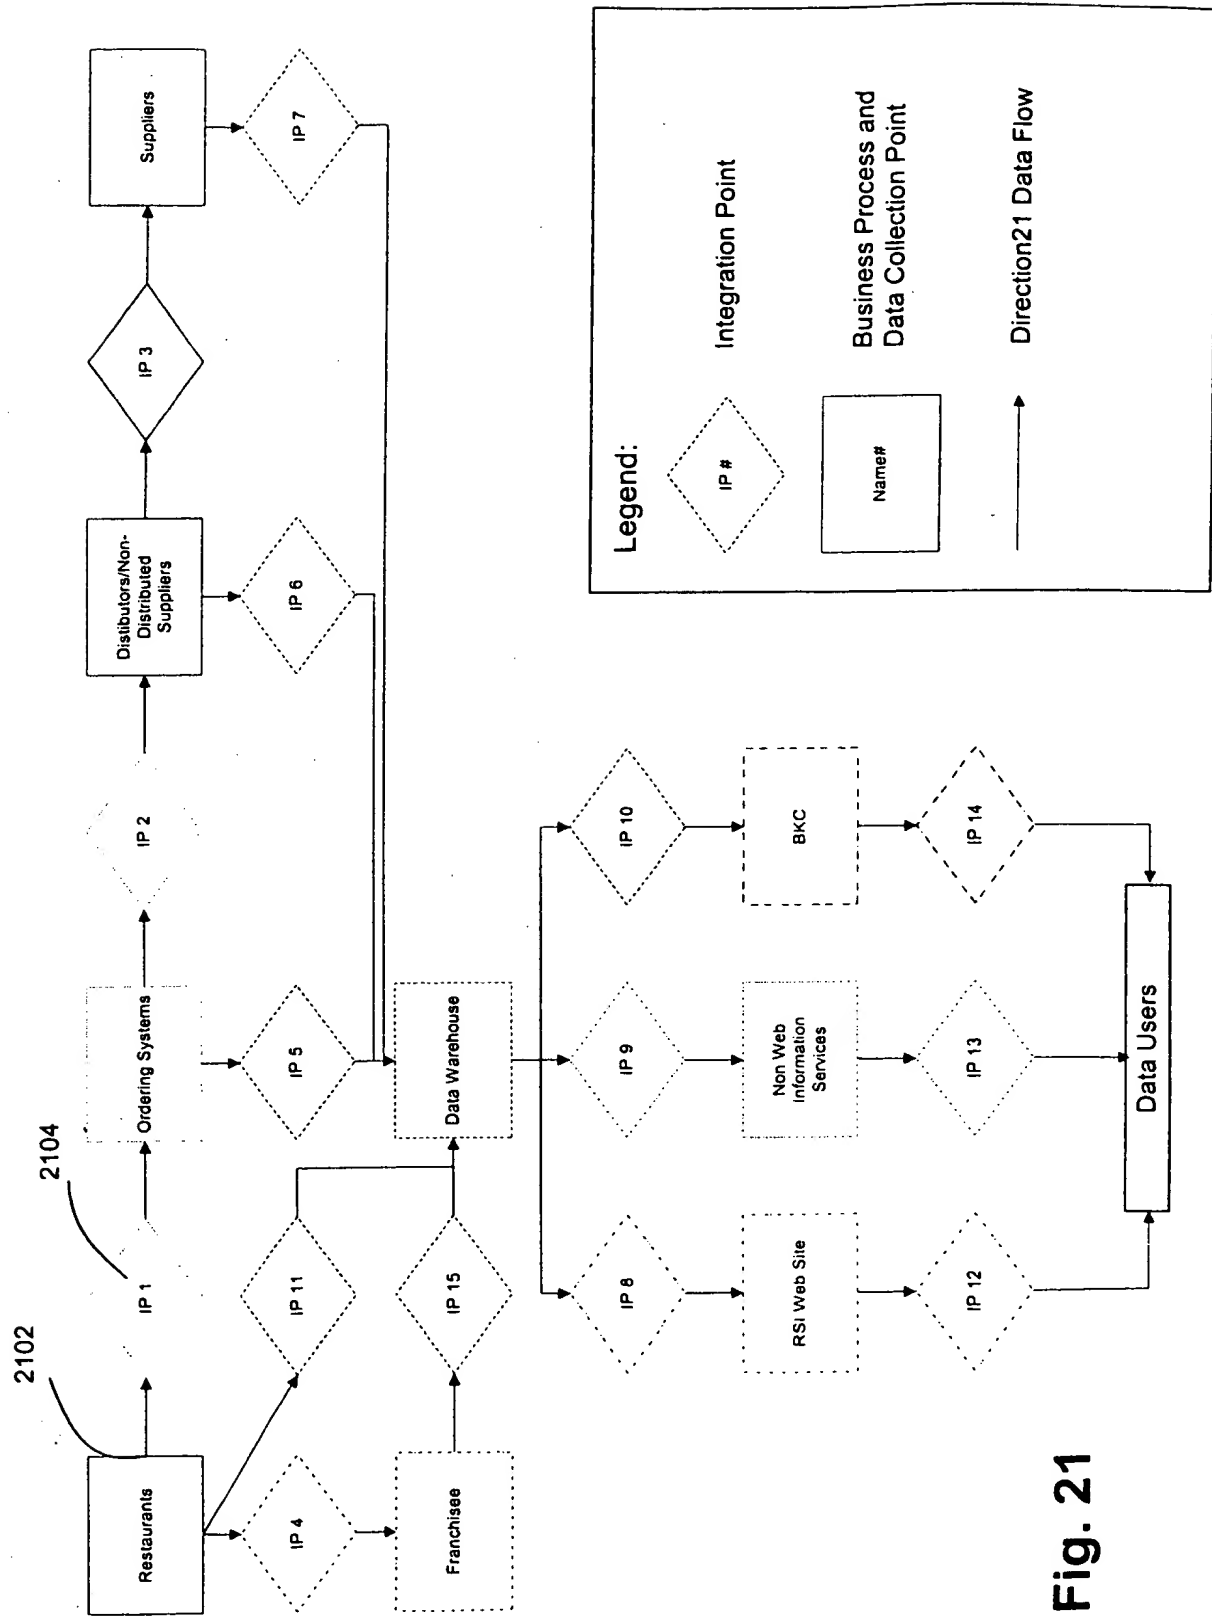 2102
2104
Restaurants
IP 1
Ordering Systems
IP 2
Distibutors/Non-
Distributed
Suppliers
IP 3
Suppliers
IP 4
IP 11
IP 5
IP 6
IP 7
Franchisee
IP 15
Data Warehouse
IP 8
IP 9
IP 10
RSI Web Site
Non Web
Information
Services
BKC
IP 12
IP 13
IP 14
Data Users
Legend:
IP #
Integration Point
Name#
Business Process and
Data Collection Point
Direction21 Data Flow
Fig. 21